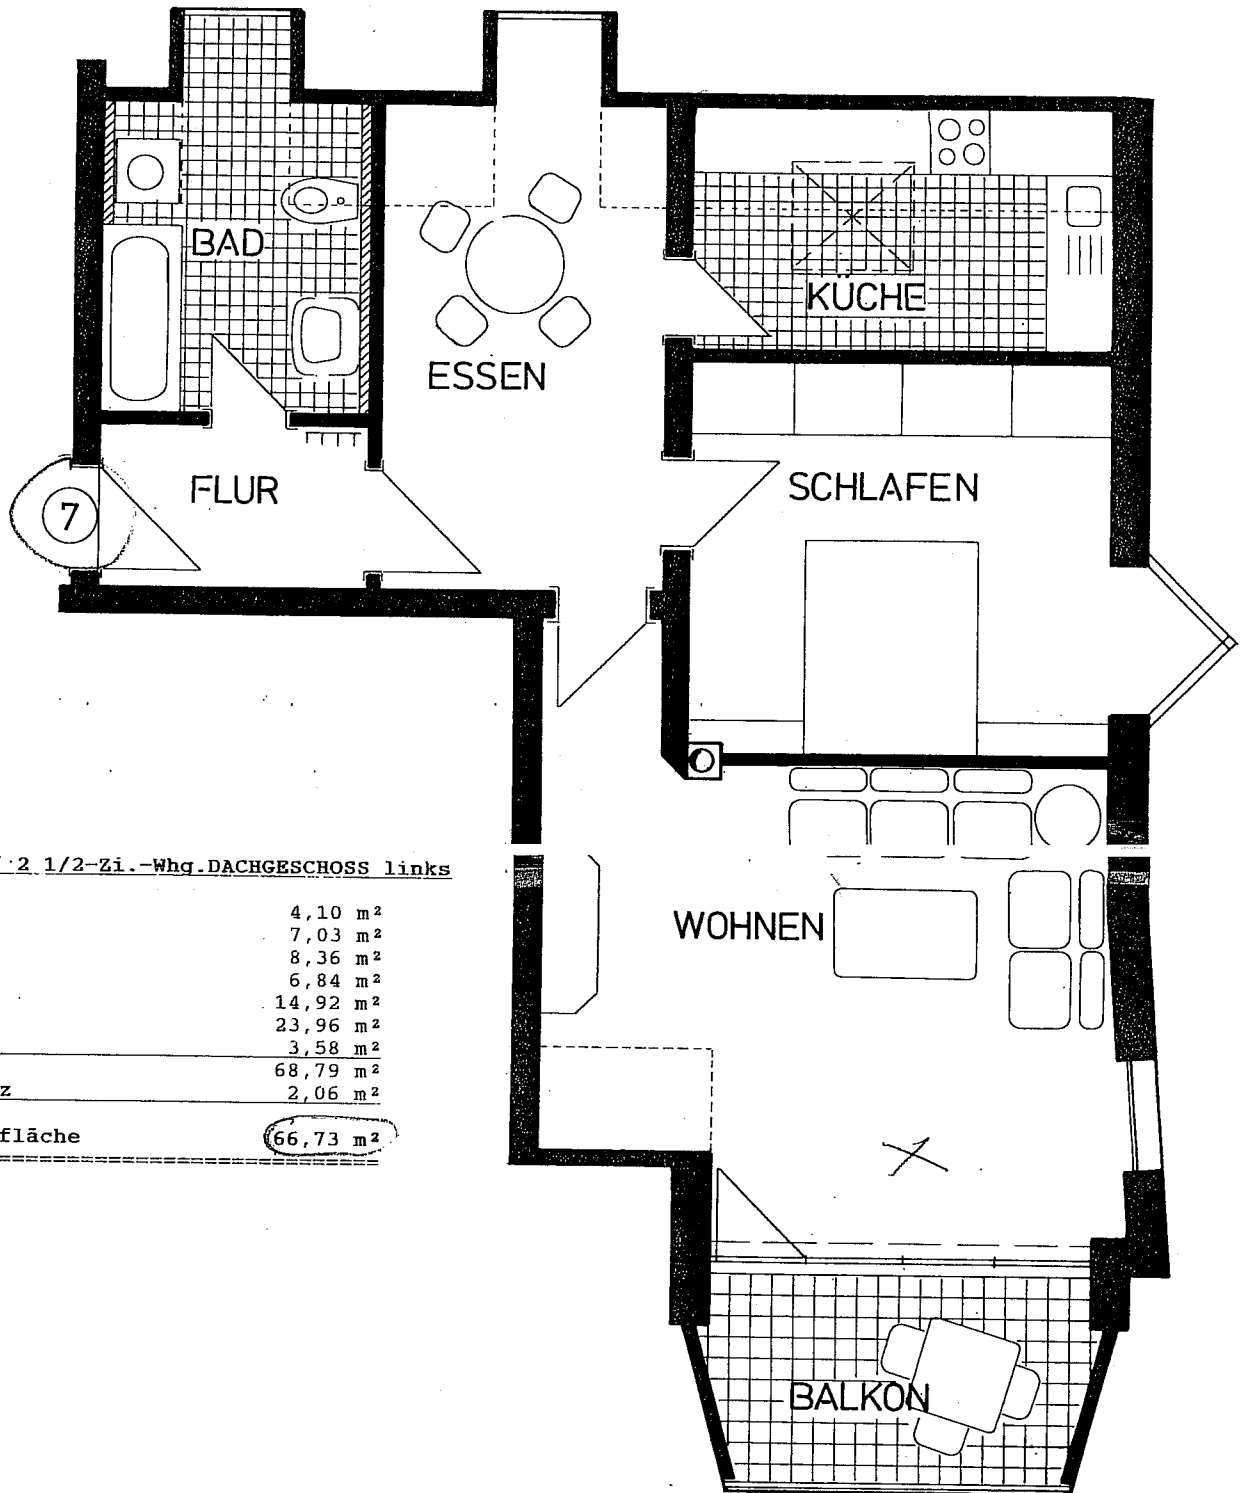 BAD
KÜCHE
ESSEN
FLUR
SCHLAFEN
7
2 1/2-Zi.-Whg.DACHGESCHOSS links
4,10 m²
7,03 m²
8,36 m²
6,84 m²
14,92 m²
23,96 m²
3,58 m²
68,79 m²
z 2,06 m²
fläche 66,73 m²
WOHNEN
BALKON